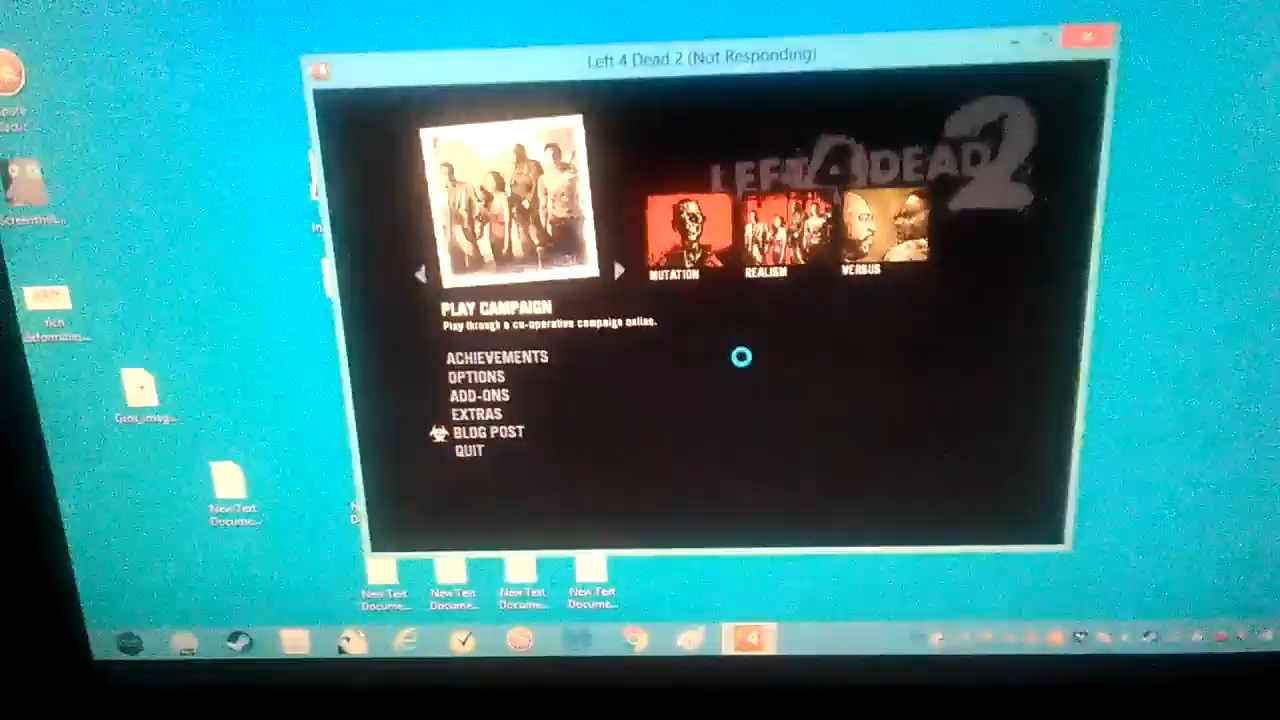 Left 4 Dead 2 (Not Responding)
LEFT 4 DEAD 2
MUTATION
REALISM
VERSUS
PLAY CAMPAIGN
Play through a co-operative campaign online.
ACHIEVEMENTS
OPTIONS
ADD-ONS
EXTRAS
BLOG POST
QUIT
New Text
Docume...
New Text
Docume...
New Text
Docume...
New Text
Docume...
New Text
Docume...